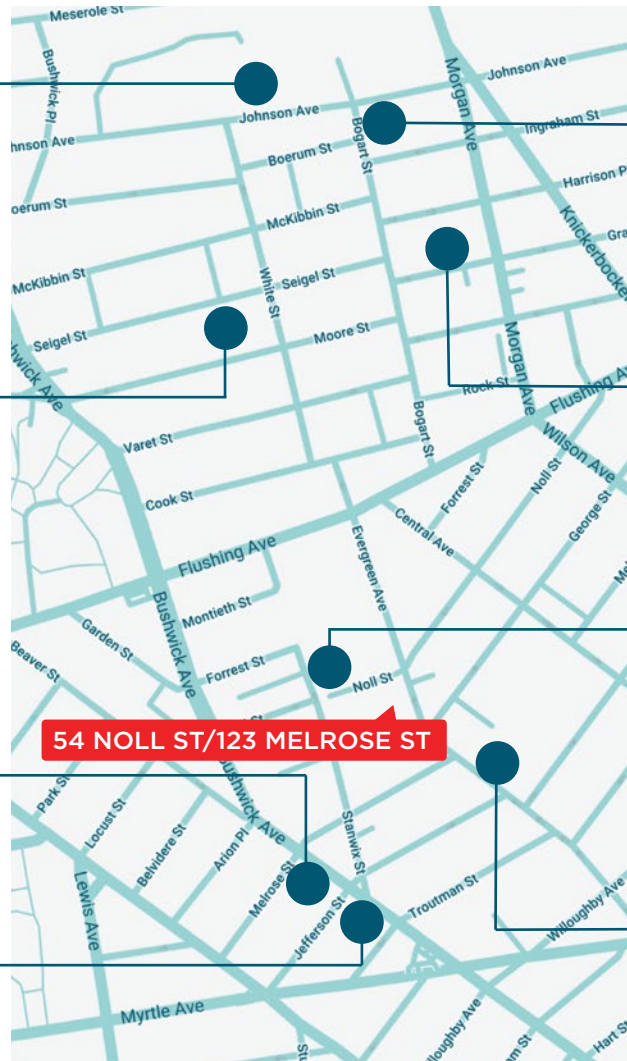 Meserole St
Bushwick Pl
Morgan Ave
Johnson Ave
Johnson Ave
Bogart St
Ingraham St
hnson Ave
Boerum St
Harrison P
oerum St
McKibbin St
Knickerbocker
Gra
McKibbin St
White St
Seigel St
Seigel St
Moore St
Morgan Ave
hwick Ave
Rock St
Flushing Av
Bogart St
Wilson Ave
Varet St
Forrest St
Noll St
George St
Cook St
Central Ave
Evergreen Ave
Flushing Ave
Montieth St
Bushwick Ave
Garden St
Beaver St
Forrest St
Noll St
54 NOLL ST/123 MELROSE ST
Bushwick Ave
Park St
Locust St
Belvidere St
Arion Pl
Stanwix St
Melrose St
Lewis Ave
Jefferson St
Troutman St
Willoughby Ave
Myrtle Ave
lloughby Ave
Hart St